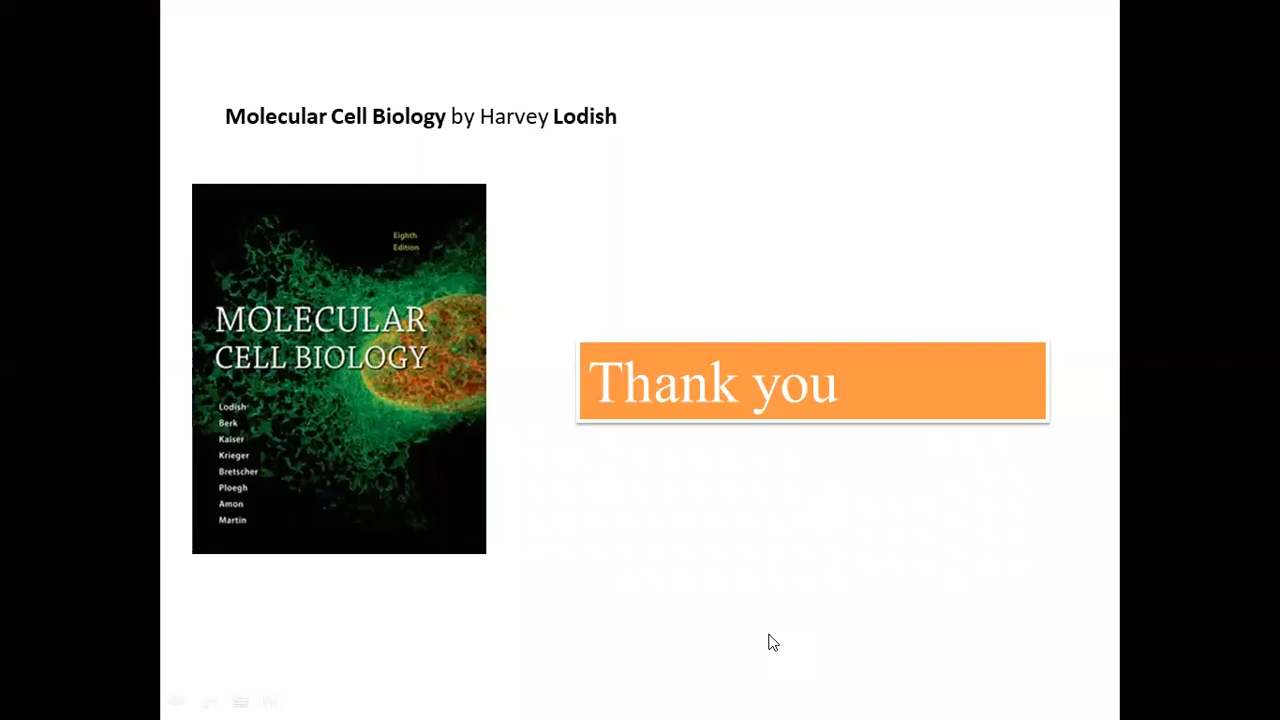 Molecular Cell Biology by Harvey Lodish
Eighth
Edition
MOLECULAR
CELL BIOLOGY
Lodish
Berk
Kaiser
Krieger
Bretscher
Ploegh
Amon
Martin
Thank you